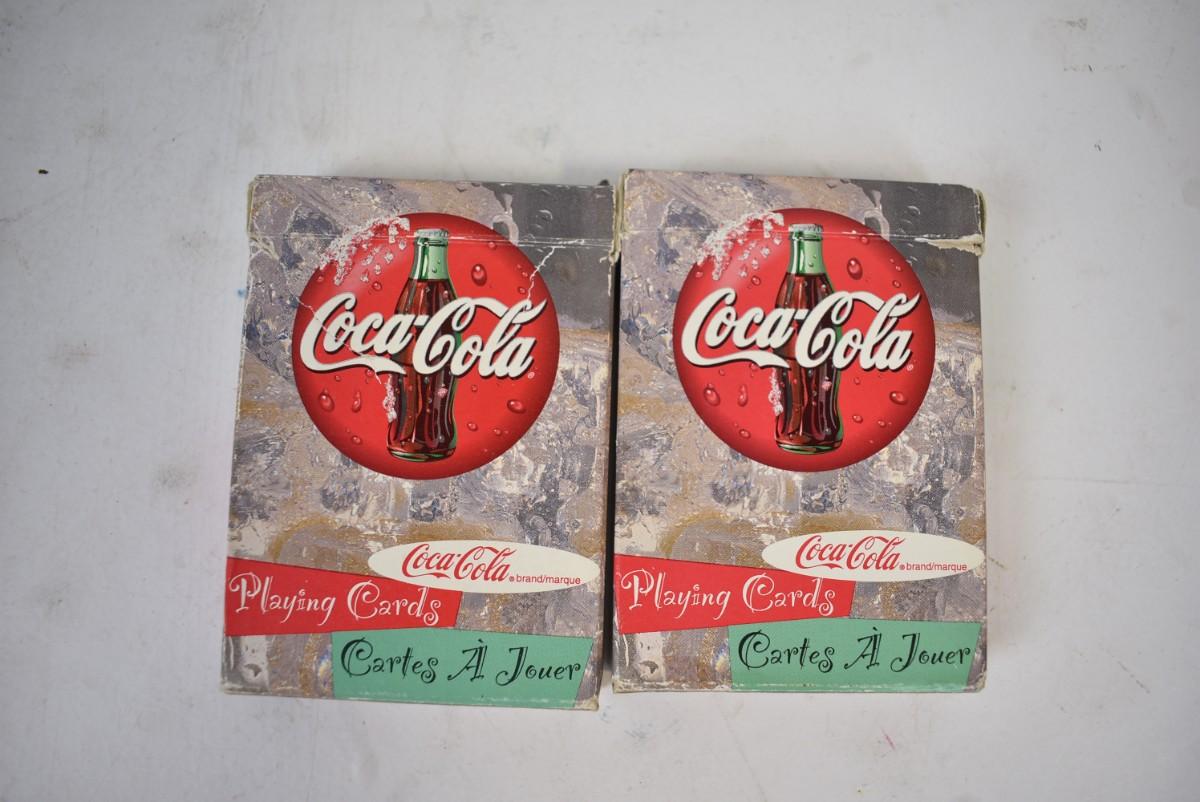 Coca-Cola®
Coca-Cola® brand/marque
Playing Cards
Cartes À Jouer
Coca-Cola®
Coca-Cola® brand/marque
Playing Cards
Cartes À Jouer